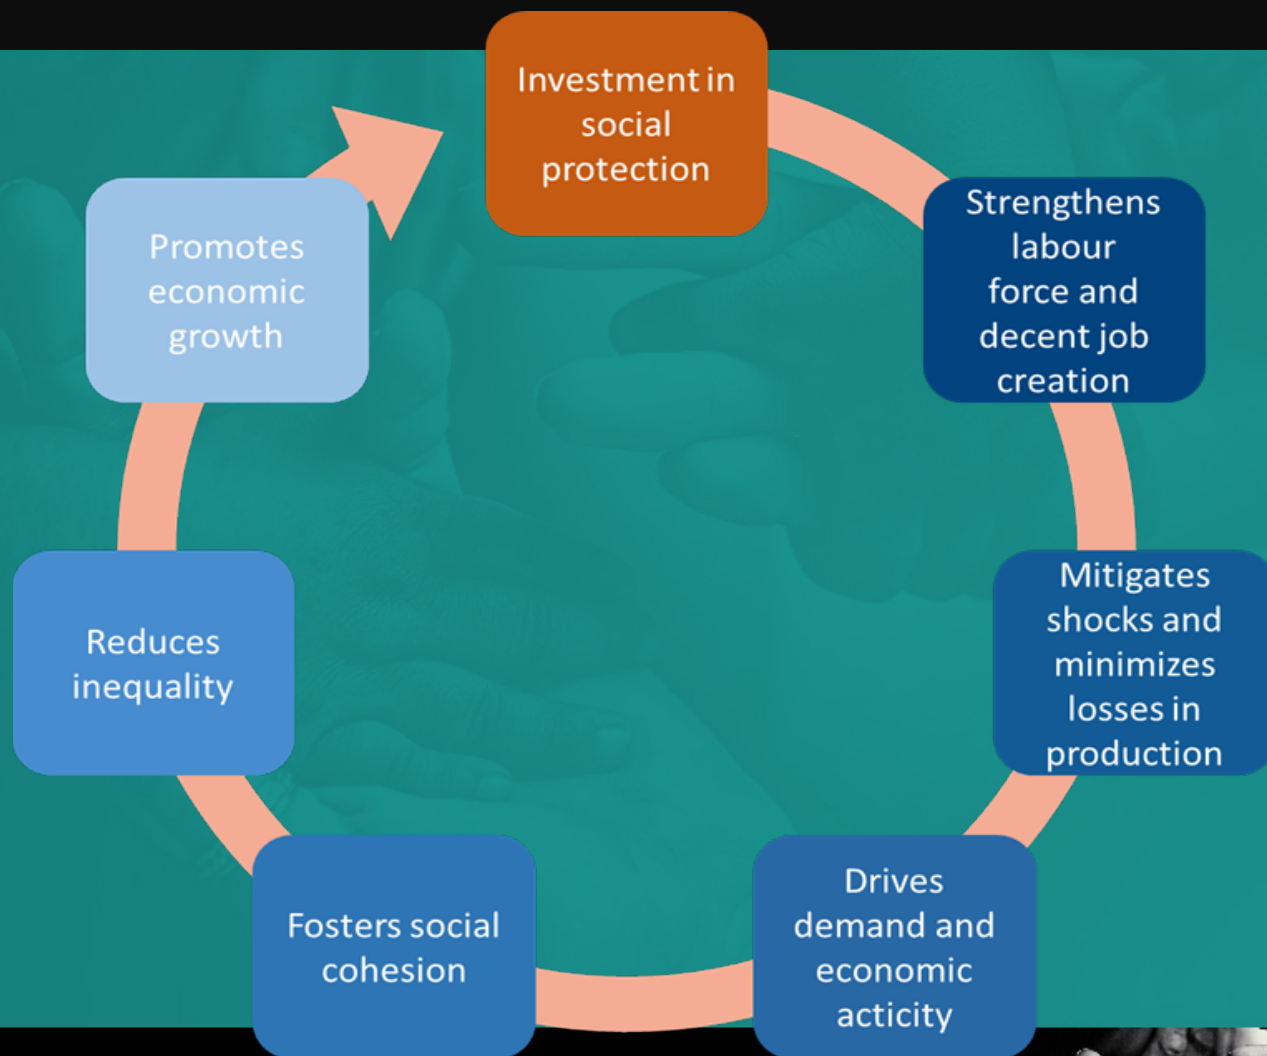 Investment in
social
protection
Strengthens
labour
force and
decent job
creation
Mitigates
shocks and
minimizes
losses in
production
Drives
demand and
economic
acticity
Fosters social
cohesion
Reduces
inequality
Promotes
economic
growth